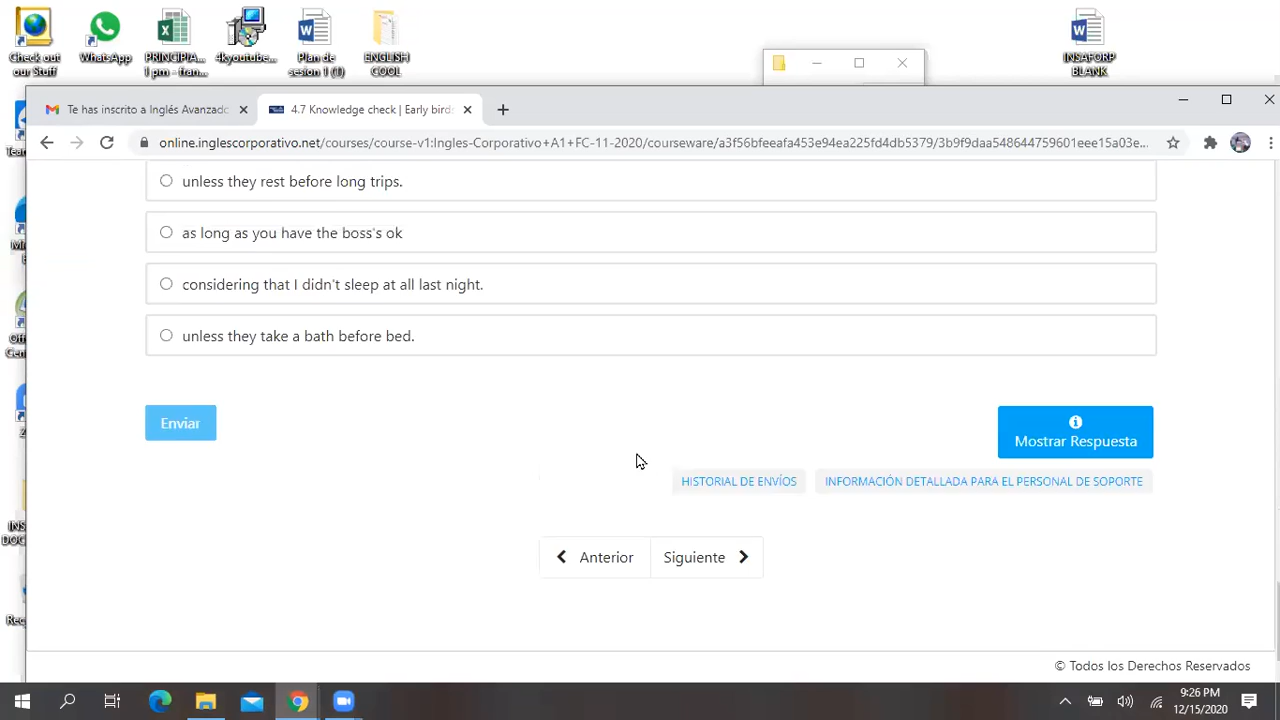 Check out our Stuff
WhatsApp
PRINCIPIA... 1 pm - fran...
4kyoutube...
Plan de sesion 1 (1)
ENGLISH COOL
INSAFORP BLANK
Te has inscrito a Inglés Avanzado
4.7 Knowledge check | Early birds
online.inglescorporativo.net/courses/course-v1:Ingles-Corporativo+A1+FC-11-2020/courseware/a3f56bfeeafa453e94ea225fd4db5379/3b9f9daa548644759601eee15a03e...
unless they rest before long trips.
as long as you have the boss's ok
considering that I didn't sleep at all last night.
unless they take a bath before bed.
Enviar
Mostrar Respuesta
HISTORIAL DE ENVÍOS
INFORMACIÓN DETALLADA PARA EL PERSONAL DE SOPORTE
Anterior
Siguiente
© Todos los Derechos Reservados
9:26 PM
12/15/2020